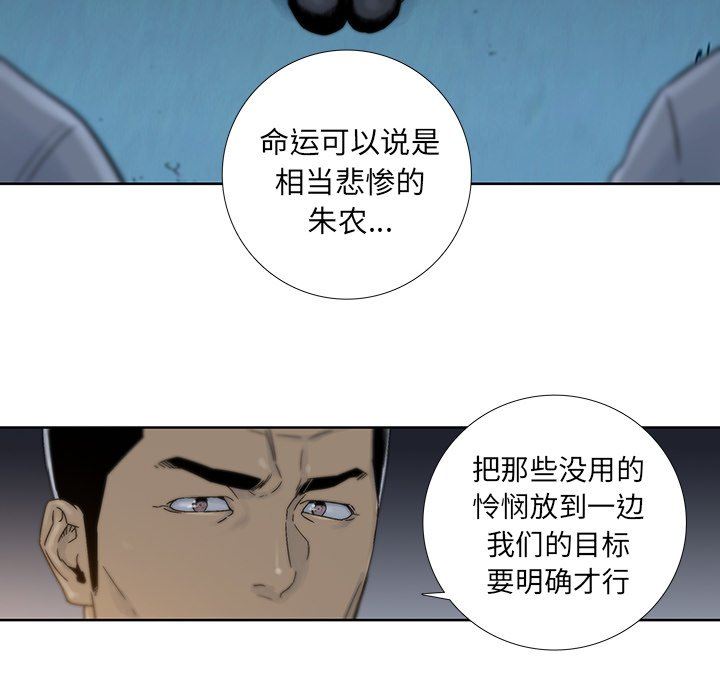 命运可以说是
相当悲惨的
朱农...
把那些没用的
怜悯放到一边
我们的目标
要明确才行